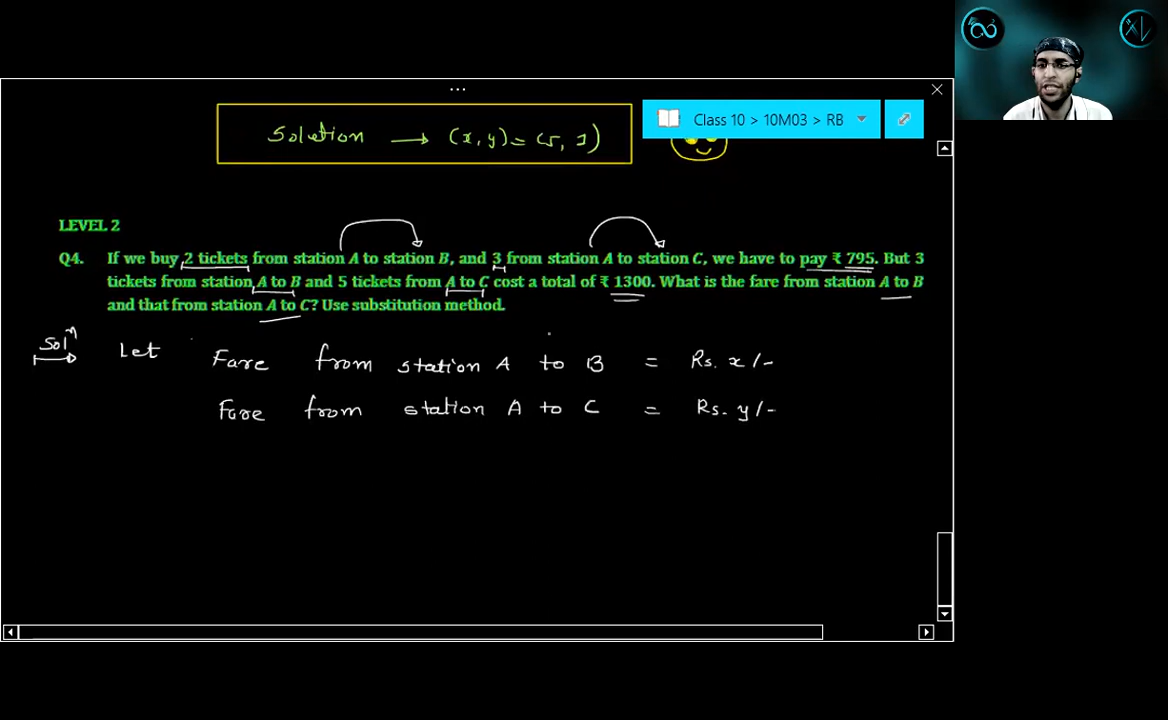 Solution → (x, y) = (5, 1)
Class 10 > 10M03 > RB
LEVEL 2
Q4. If we buy 2 tickets from station A to station B, and 3 from station A to station C, we have to pay ₹ 795. But 3
tickets from station A to B and 5 tickets from A to C cost a total of ₹ 1300. What is the fare from station A to B
and that from station A to C? Use substitution method.
Solⁿ Let Fare from station A to B = Rs. x /-
Fare from station A to C = Rs. y /-